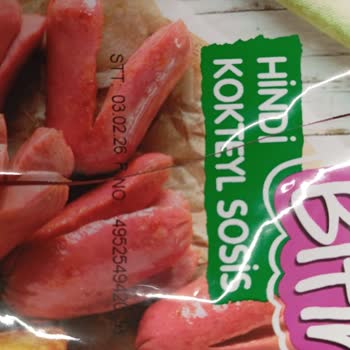 HİNDİ
KOKTEYL SOSİS
STT 03.02.26 P.NO